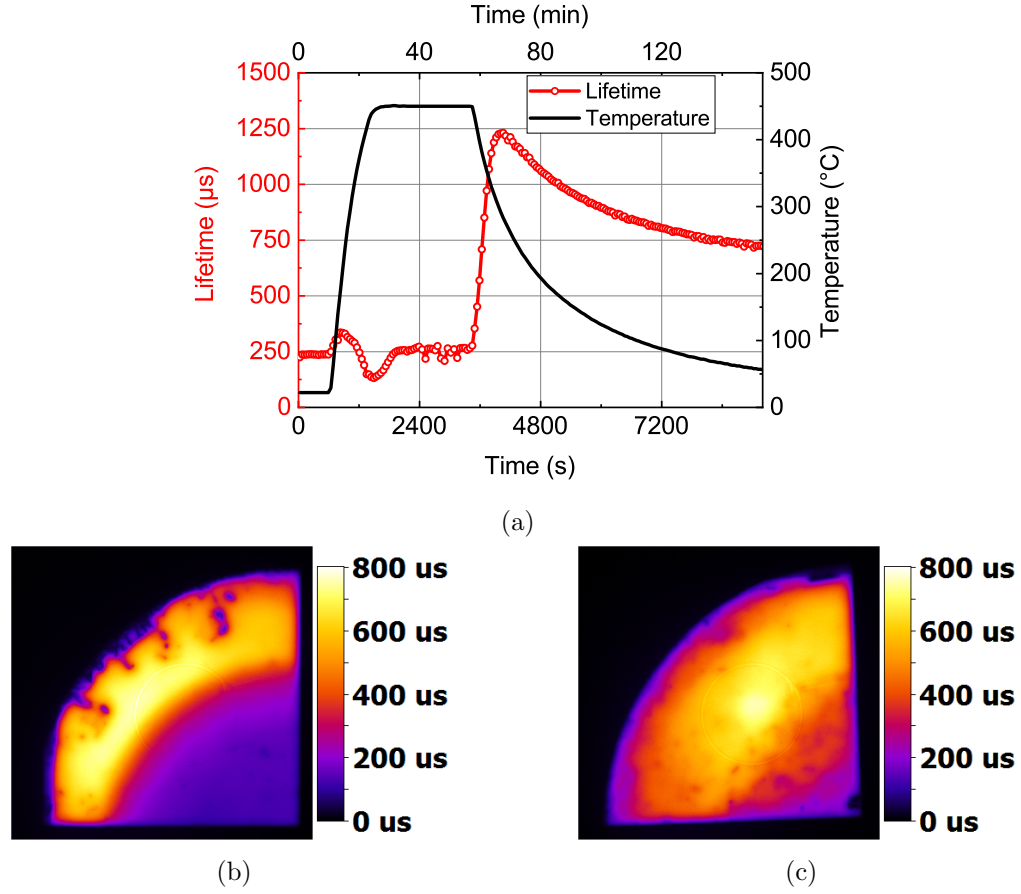 Time (min)
0 40 80 120
1500 500
Lifetime
Temperature
1250 400
1000 300
750
200
500
100
250
0 0
Lifetime (µs)
Temperature (°C)
0 2400 4800 7200
Time (s)
(a)
800 us 800 us
600 us 600 us
400 us 400 us
200 us 200 us
0 us 0 us
(b) (c)